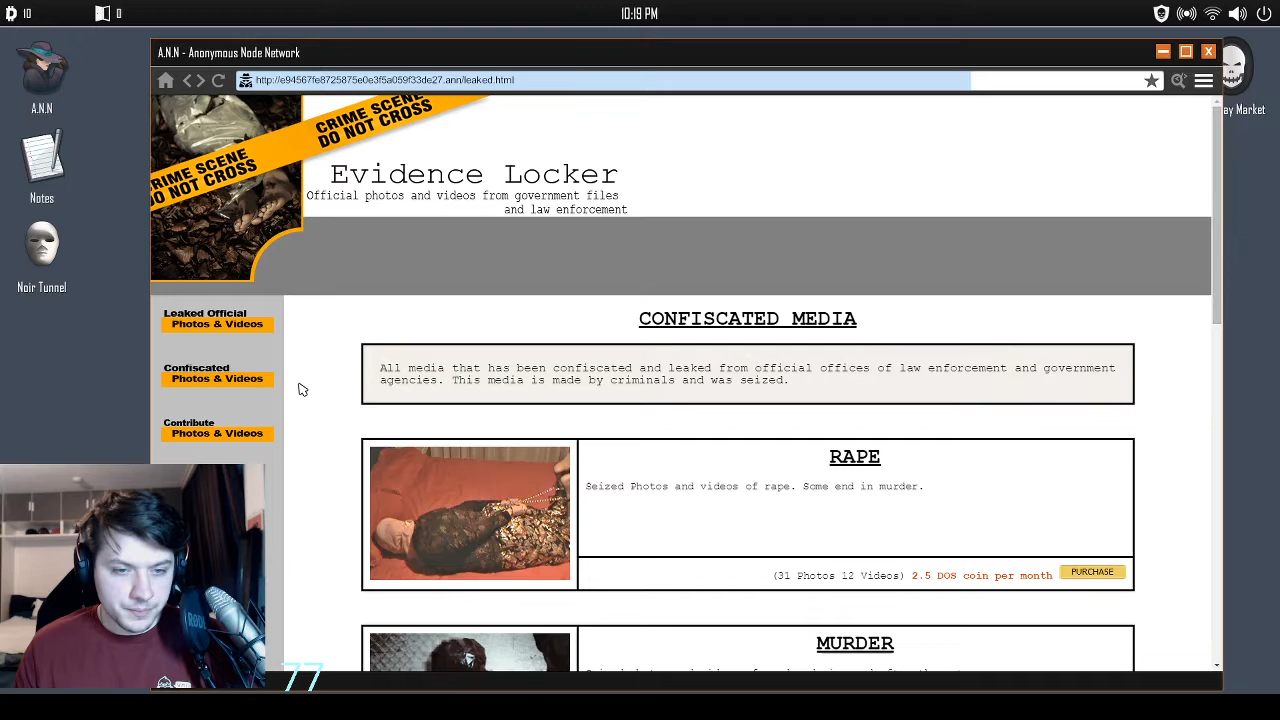 10
0
10:19 PM
A.N.N - Anonymous Node Network
http://e94567fe8725875e0e3f5a059f33de27.ann/leaked.html
A.N.N
Notes
Noir Tunnel
ay Market
CRIME SCENE
DO NOT CROSS
CRIME SCENE
DO NOT CROSS
Evidence Locker
Official photos and videos from government files
and law enforcement
Leaked Official
Photos & Videos
Confiscated
Photos & Videos
Contribute
Photos & Videos
CONFISCATED MEDIA
All media that has been confiscated and leaked from official offices of law enforcement and government
agencies. This media is made by criminals and was seized.
RAPE
Seized Photos and videos of rape. Some end in murder.
(31 Photos 12 Videos) 2.5 DOS coin per month PURCHASE
MURDER
RODE
77